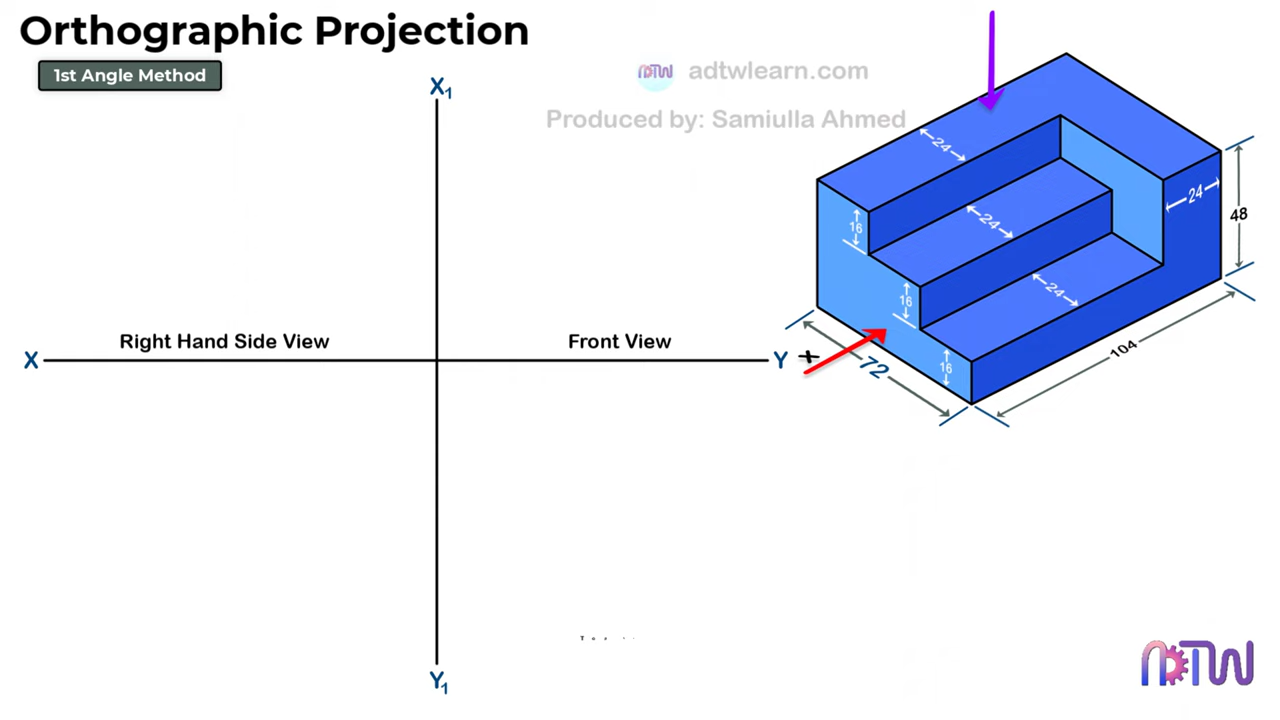 Orthographic Projection
1st Angle Method
adtwlearn.com
Produced by: Samiulla Ahmed
X1
X
Y
Right Hand Side View
Front View
Y1
24
24
24
24
48
16
16
16
72
104
ADTW